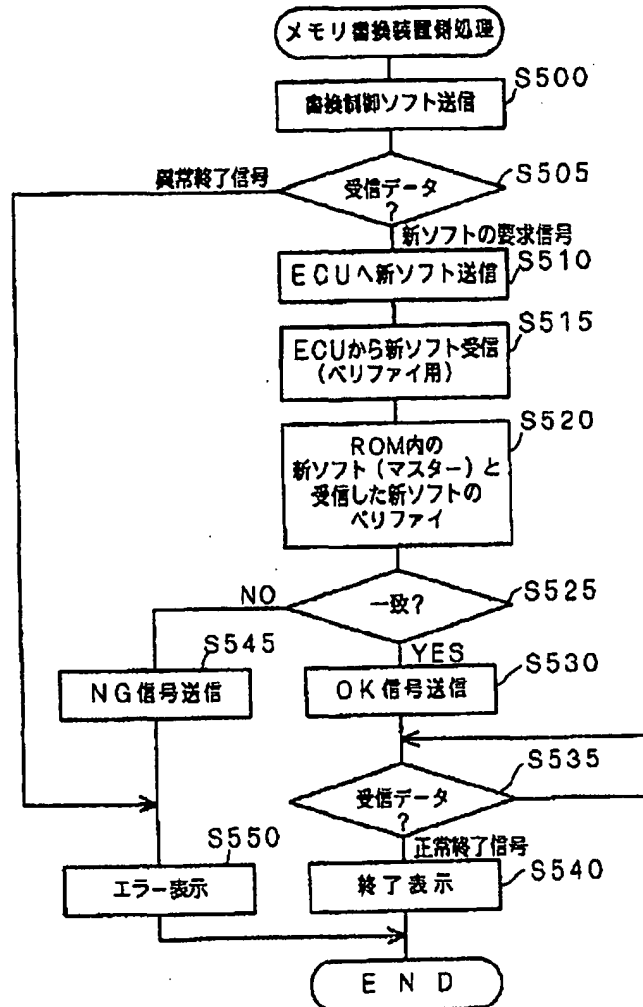 メモリ書換装置側処理
S500
書換制御ソフト送信
S505
異常終了信号
受信データ
?
新ソフトの要求信号
S510
ECUへ新ソフト送信
S515
ECUから新ソフト受信
(ベリファイ用)
S520
ROM内の
新ソフト(マスター)と
受信した新ソフトの
ベリファイ
S525
NO
一致?
S545
YES
S530
NG信号送信
OK信号送信
S535
受信データ
?
S550
正常終了信号
S540
エラー表示
終了表示
END